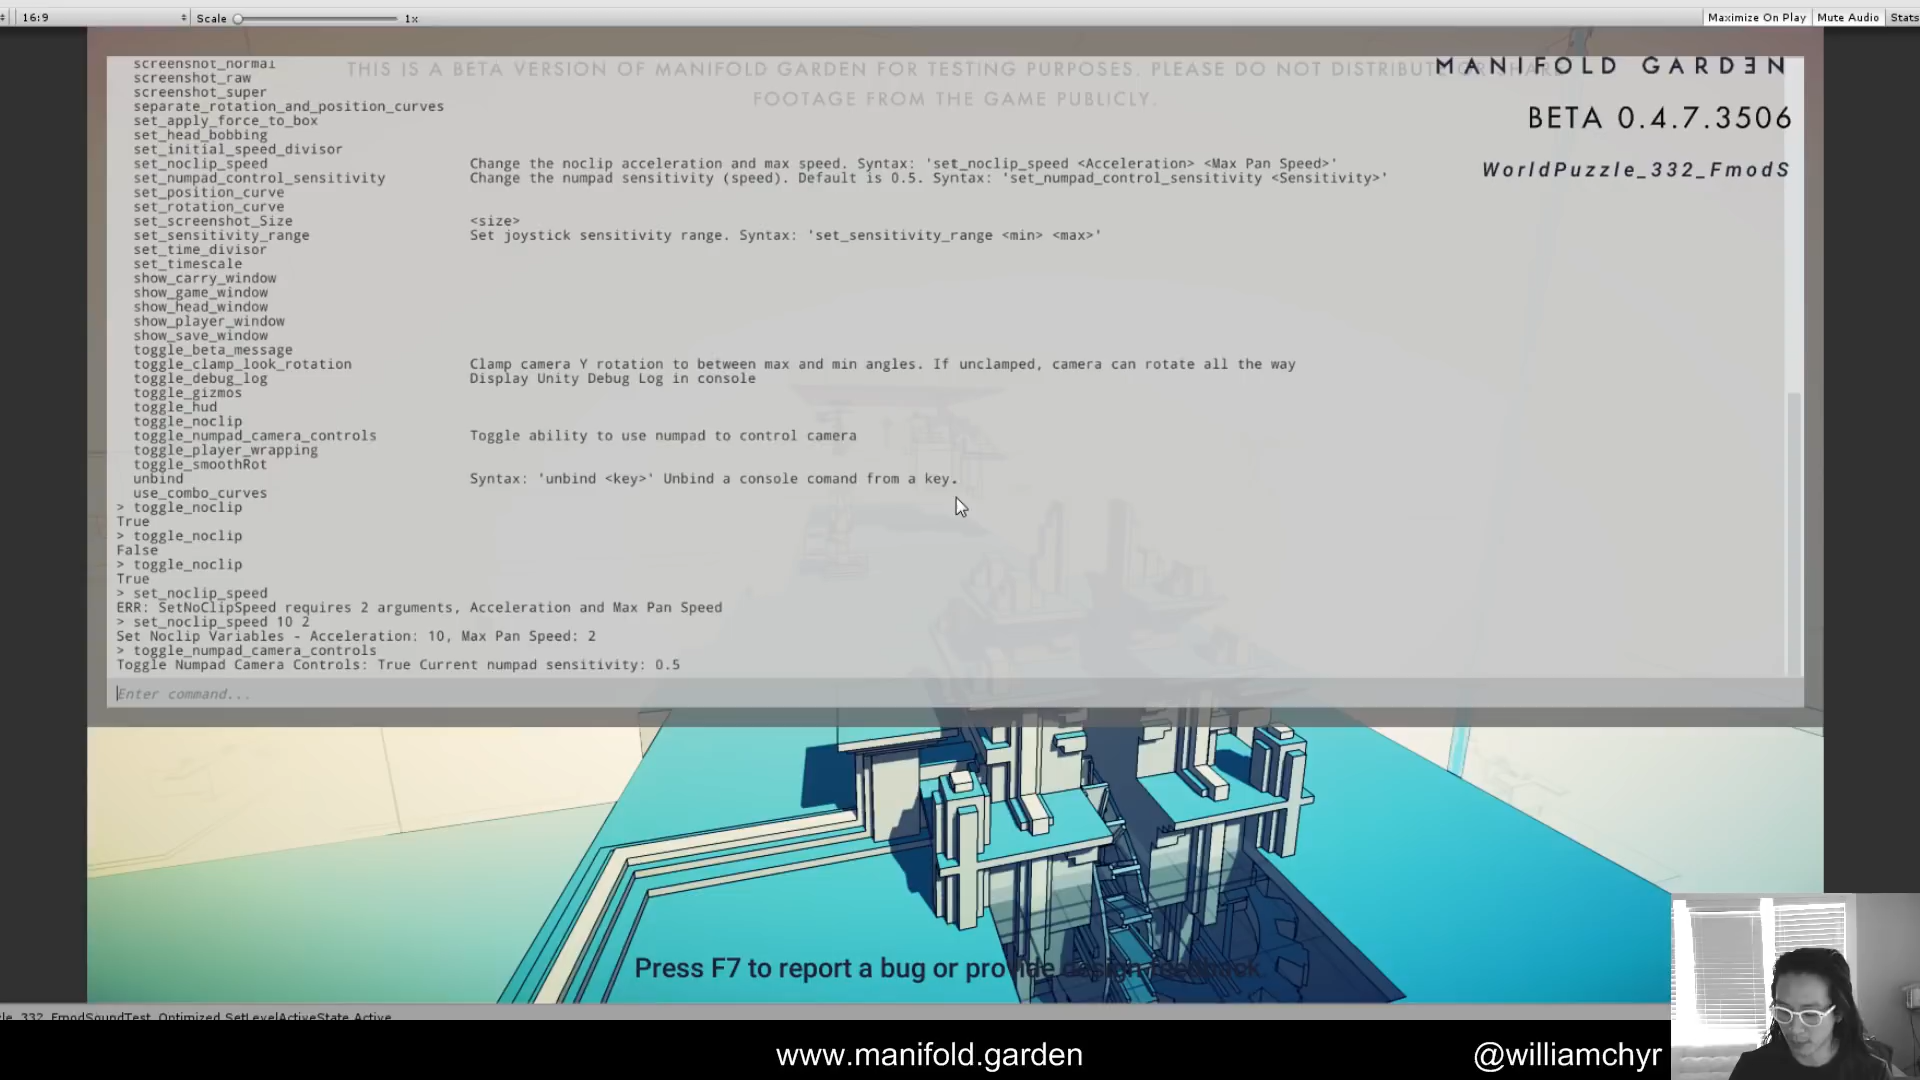 16:9 Scale 1x Maximize On Play Mute Audio Stats
THIS IS A BETA VERSION OF MANIFOLD GARDEN FOR TESTING PURPOSES. PLEASE DO NOT DISTRIBUTE OR SHARE
FOOTAGE FROM THE GAME PUBLICLY.
MANIFOLD GARDƎN
BETA 0.4.7.3506
WorldPuzzle_332_FmodS
screenshot_normal
screenshot_raw
screenshot_super
separate_rotation_and_position_curves
set_apply_force_to_box
set_head_bobbing
set_initial_speed_divisor
set_noclip_speed Change the noclip acceleration and max speed. Syntax: 'set_noclip_speed <Acceleration> <Max Pan Speed>'
set_numpad_control_sensitivity Change the numpad sensitivity (speed). Default is 0.5. Syntax: 'set_numpad_control_sensitivity <Sensitivity>'
set_position_curve
set_rotation_curve
set_screenshot_Size <size>
set_sensitivity_range Set joystick sensitivity range. Syntax: 'set_sensitivity_range <min> <max>'
set_time_divisor
set_timescale
show_carry_window
show_game_window
show_head_window
show_player_window
show_save_window
toggle_beta_message
toggle_clamp_look_rotation Clamp camera Y rotation to between max and min angles. If unclamped, camera can rotate all the way
toggle_debug_log Display Unity Debug Log in console
toggle_gizmos
toggle_hud
toggle_noclip
toggle_numpad_camera_controls Toggle ability to use numpad to control camera
toggle_player_wrapping
toggle_smoothRot
unbind Syntax: 'unbind <key>' Unbind a console comand from a key.
use_combo_curves
> toggle_noclip
True
> toggle_noclip
False
> toggle_noclip
True
> set_noclip_speed
ERR: SetNoClipSpeed requires 2 arguments, Acceleration and Max Pan Speed
> set_noclip_speed 10 2
Set Noclip Variables - Acceleration: 10, Max Pan Speed: 2
> toggle_numpad_camera_controls
Toggle Numpad Camera Controls: True Current numpad sensitivity: 0.5
Enter command...
Press F7 to report a bug or provide design feedback
332_FmodSoundTest_Optimized SetLevelActiveState Active
www.manifold.garden
@williamchyr